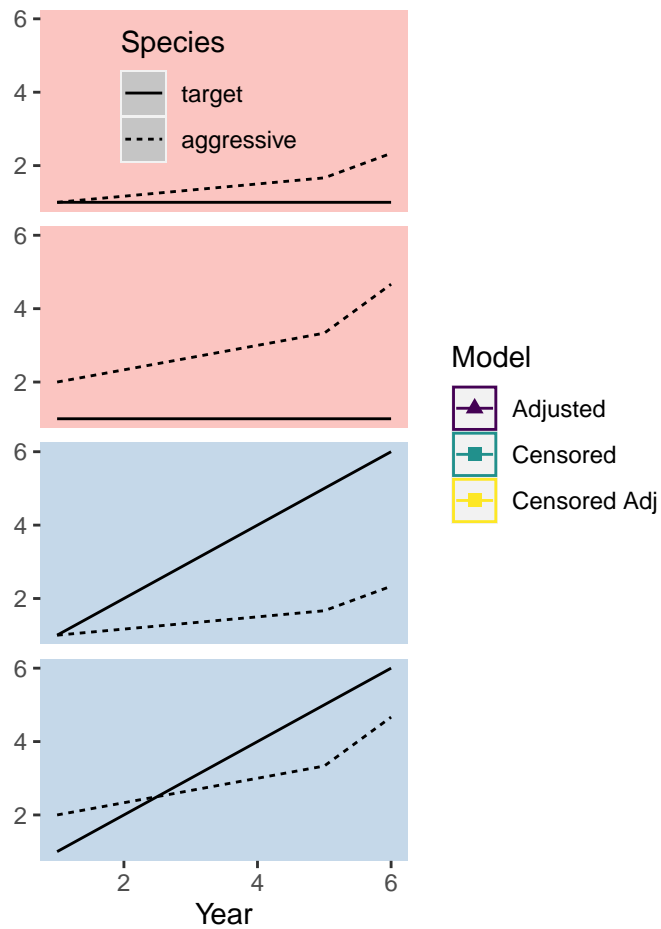 6
4
2
Species
target
aggressive
6
4
2
6
4
2
6
4
2
2 4 6
Year
Model
Adjusted
Censored
Censored Adj